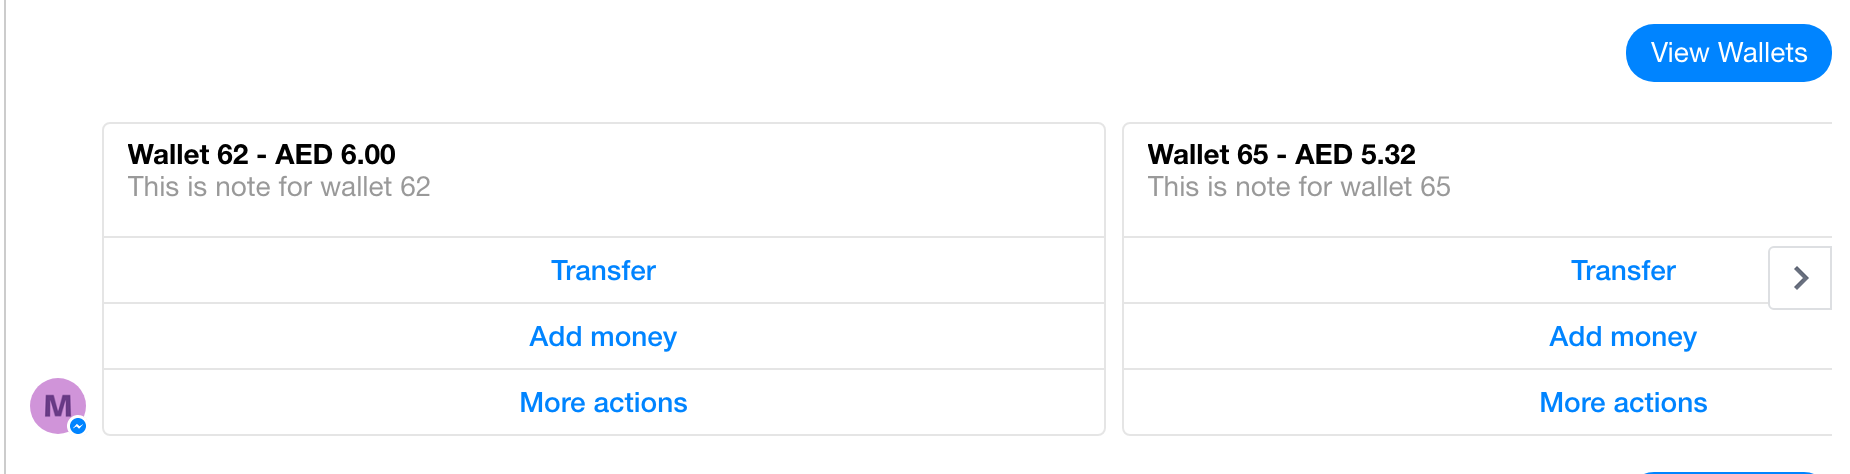 View Wallets
Wallet 62 - AED 6.00
This is note for wallet 62
Transfer
Add money
More actions
Wallet 65 - AED 5.32
This is note for wallet 65
Transfer
Add money
More actions
M